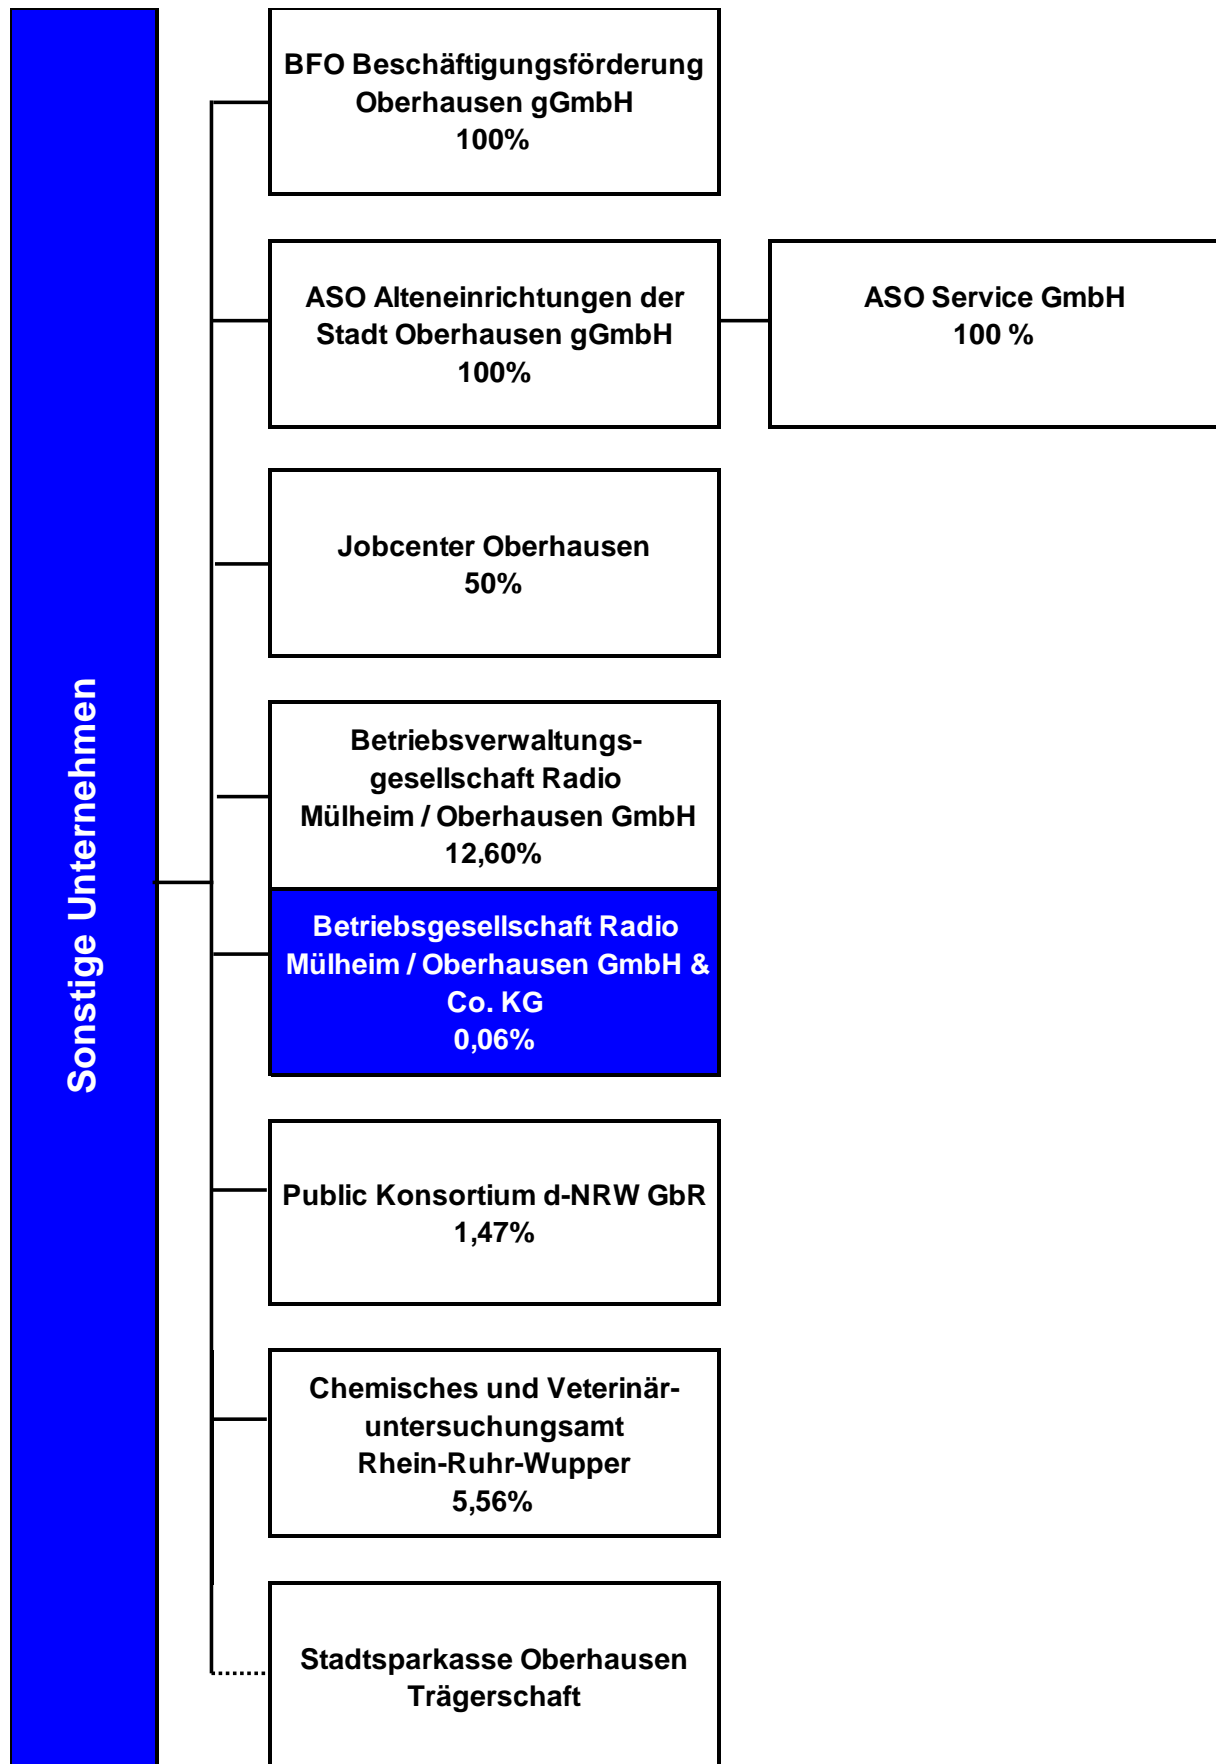 Sonstige Unternehmen
BFO Beschäftigungsförderung
Oberhausen gGmbH
100%
ASO Alteneinrichtungen der
Stadt Oberhausen gGmbH
100%
ASO Service GmbH
100 %
Jobcenter Oberhausen
50%
Betriebsverwaltungs-
gesellschaft Radio
Mülheim / Oberhausen GmbH
12,60%
Betriebsgesellschaft Radio
Mülheim / Oberhausen GmbH &
Co. KG
0,06%
Public Konsortium d-NRW GbR
1,47%
Chemisches und Veterinär-
untersuchungsamt
Rhein-Ruhr-Wupper
5,56%
Stadtsparkasse Oberhausen
Trägerschaft